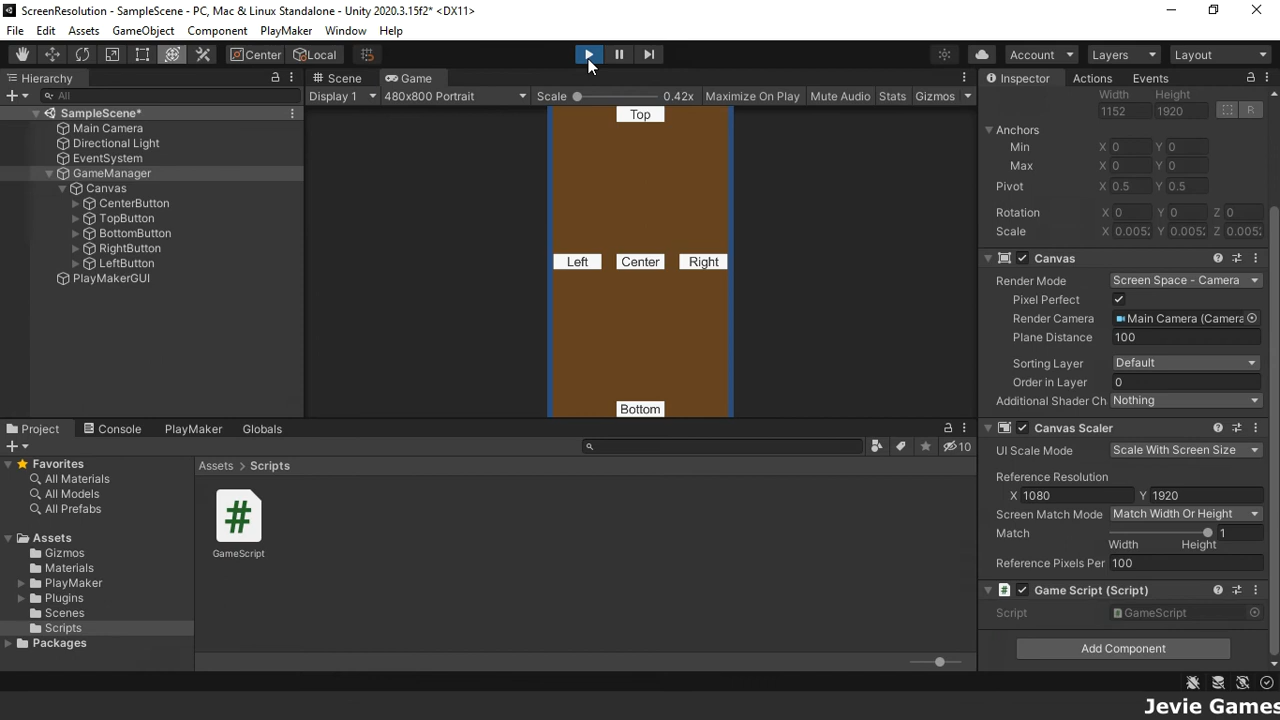 ScreenResolution - SampleScene - PC, Mac & Linux Standalone - Unity 2020.3.15f2* <DX11>
File Edit Assets GameObject Component PlayMaker Window Help
Center Local Account Layers Layout
Hierarchy Scene Game Inspector Actions Events
All Display 1 480x800 Portrait Scale 0.42x Maximize On Play Mute Audio Stats Gizmos
SampleScene*
Main Camera
Directional Light
EventSystem
GameManager
Canvas
CenterButton
TopButton
BottomButton
RightButton
LeftButton
PlayMakerGUI
Top
Left Center Right
Bottom
Width Height
1152 1920 R
Anchors
Min X 0 Y 0
Max X 0 Y 0
Pivot X 0.5 Y 0.5
Rotation X 0 Y 0 Z 0
Scale X 0.005 Y 0.005 Z 0.005
Canvas
Render Mode Screen Space - Camera
Pixel Perfect
Render Camera Main Camera (Camera
Plane Distance 100
Sorting Layer Default
Order in Layer 0
Additional Shader Ch Nothing
Canvas Scaler
UI Scale Mode Scale With Screen Size
Reference Resolution
X 1080 Y 1920
Screen Match Mode Match Width Or Height
Match 1
Width Height
Reference Pixels Per 100
Game Script (Script)
Script GameScript
Add Component
Project Console PlayMaker Globals
10
Favorites
All Materials
All Models
All Prefabs
Assets
Gizmos
Materials
PlayMaker
Plugins
Scenes
Scripts
Packages
Assets > Scripts
#
GameScript
Jevie Games